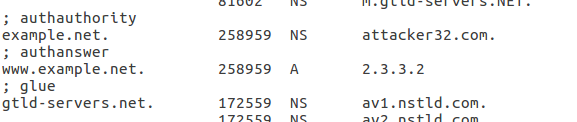 81602 NS m.gtld-servers.NET.
; authauthority
example.net. 258959 NS attacker32.com.
; authanswer
www.example.net. 258959 A 2.3.3.2
; glue
gtld-servers.net. 172559 NS av1.nstld.com.
172559 NS av2.nstld.com.